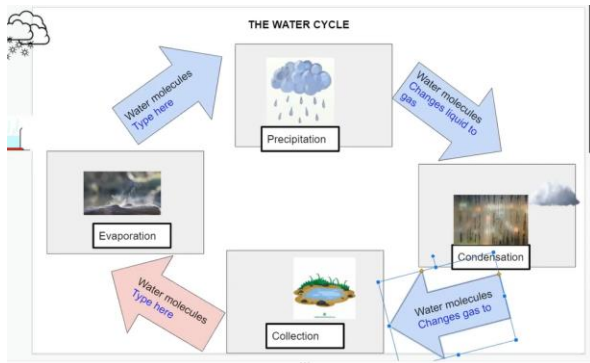 THE WATER CYCLE
Water molecules
Type here
Precipitation
Water molecules
Changes liquid to
gas
Evaporation
Condensation
Water molecules
Type here
Collection
Water molecules
Changes gas to